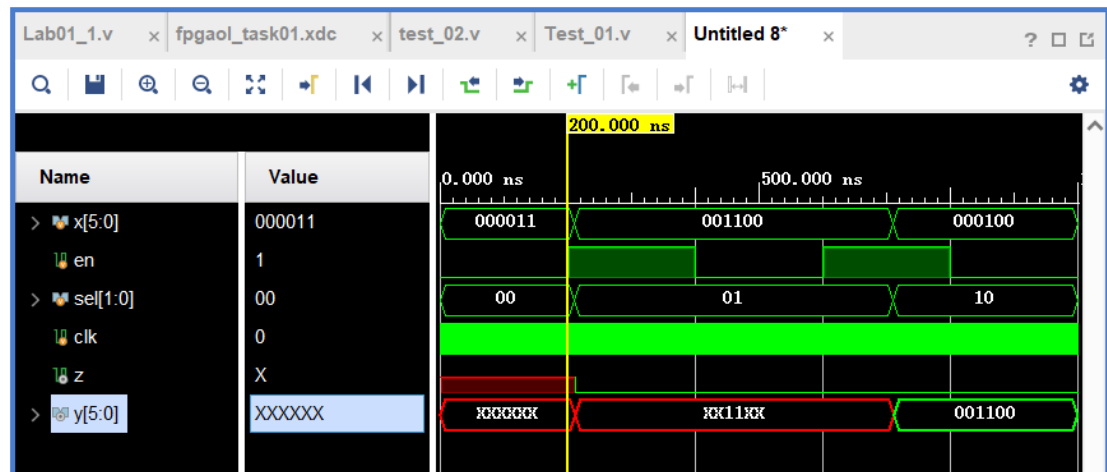 Lab01_1.v × fpgaol_task01.xdc × test_02.v × Test_01.v × Untitled 8* × ?
200.000 ns
Name Value 0.000 ns 500.000 ns
x[5:0] 000011 000011 001100 000100
en 1
sel[1:0] 00 00 01 10
clk 0
z X
y[5:0] XXXXXX XXXXXX XX11XX 001100